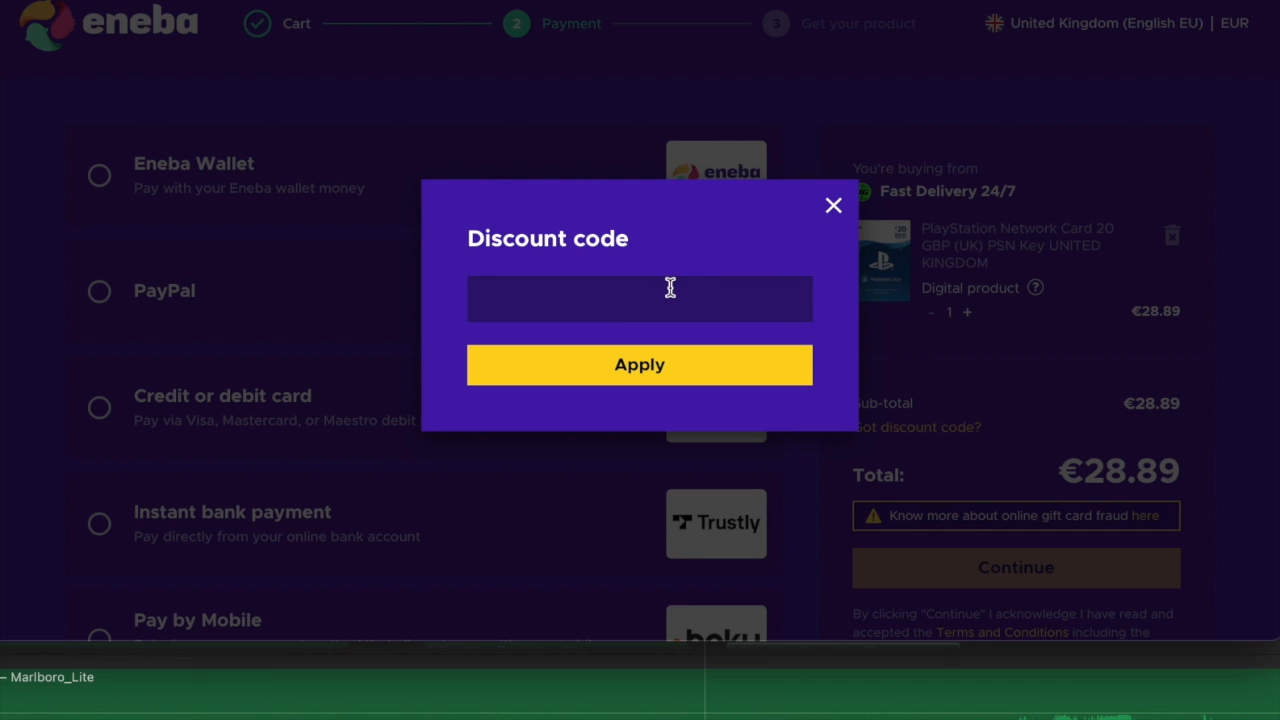 eneba
Cart
2
Payment
3
Get your product
United Kingdom (English EU) | EUR
Eneba Wallet
Pay with your Eneba wallet money
eneba
PayPal
Credit or debit card
Pay via Visa, Mastercard, or Maestro debit
Instant bank payment
Pay directly from your online bank account
Trustly
Pay by Mobile
boku
Discount code
Apply
You're buying from
Fast Delivery 24/7
PlayStation Network Card 20
GBP (UK) PSN Key UNITED
KINGDOM
Digital product ?
- 1 +
€28.89
ub-total
€28.89
ot discount code?
Total:
€28.89
Know more about online gift card fraud here
Continue
By clicking "Continue" I acknowledge I have read and
accepted the Terms and Conditions including the
– Marlboro_Lite